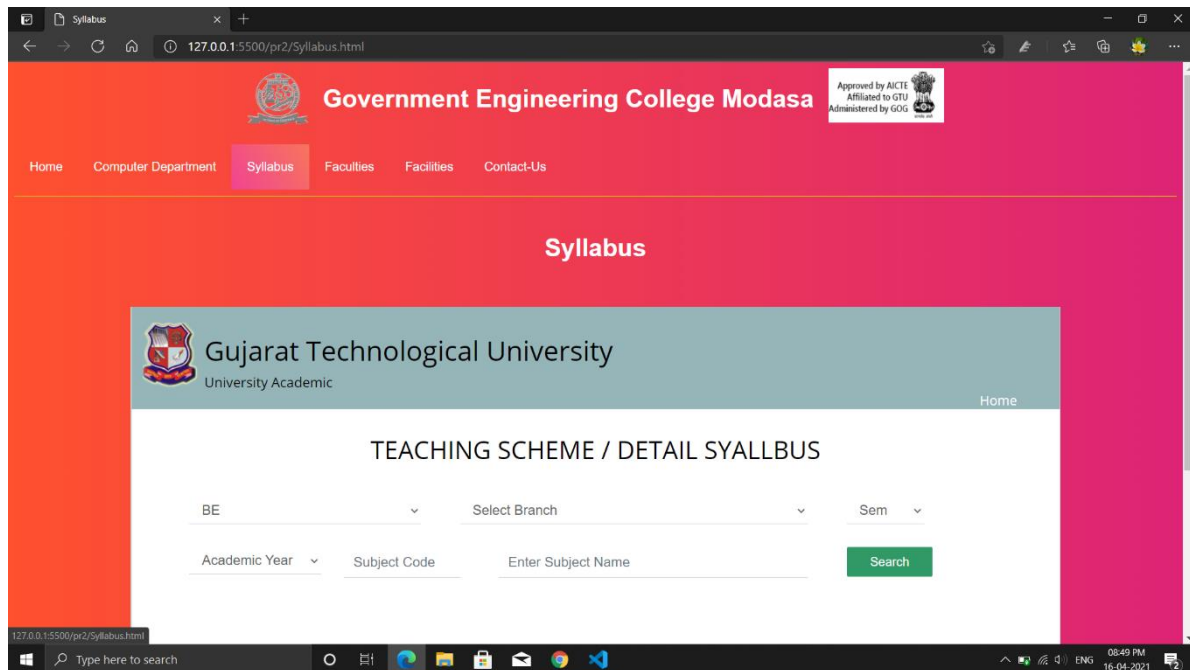 Syllabus
127.0.0.1:5500/pr2/Syllabus.html
Government Engineering College Modasa
Approved by AICTE
Affiliated to GTU
Administered by GOG
Home Computer Department Syllabus Faculties Facilities Contact-Us
Syllabus
Gujarat Technological University
University Academic
Home
TEACHING SCHEME / DETAIL SYALLBUS
BE Select Branch Sem
Academic Year Subject Code Enter Subject Name Search
127.0.0.1:5500/pr2/Syllabus.html
Type here to search
ENG
08:49 PM
16-04-2021
2